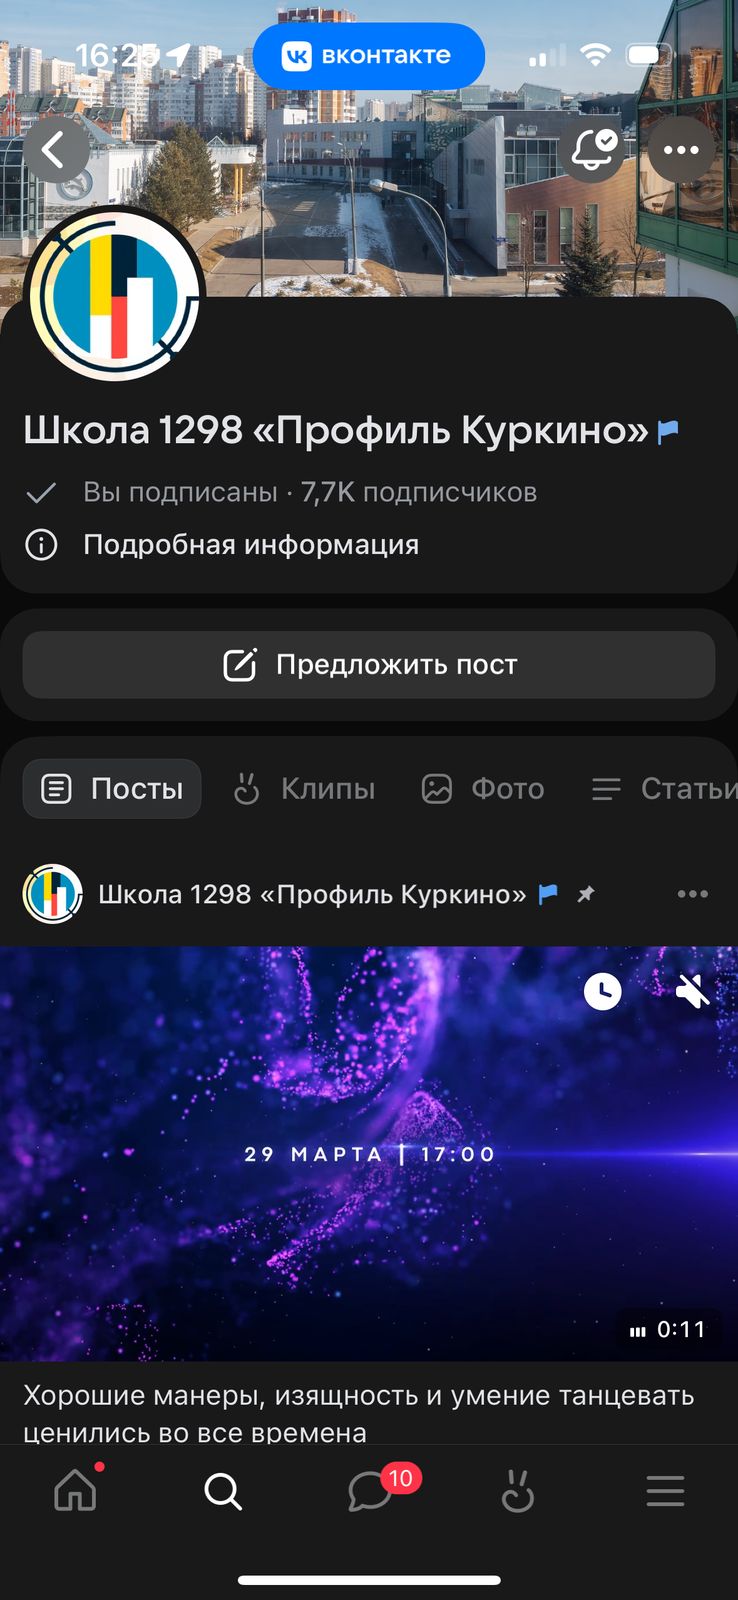 16:25
вконтакте
Школа 1298 «Профиль Куркино»
Вы подписаны · 7,7K подписчиков
Подробная информация
Предложить пост
Посты Клипы Фото Статьи
Школа 1298 «Профиль Куркино»
29 МАРТА | 17:00
0:11
Хорошие манеры, изящность и умение танцевать
ценились во все времена
10